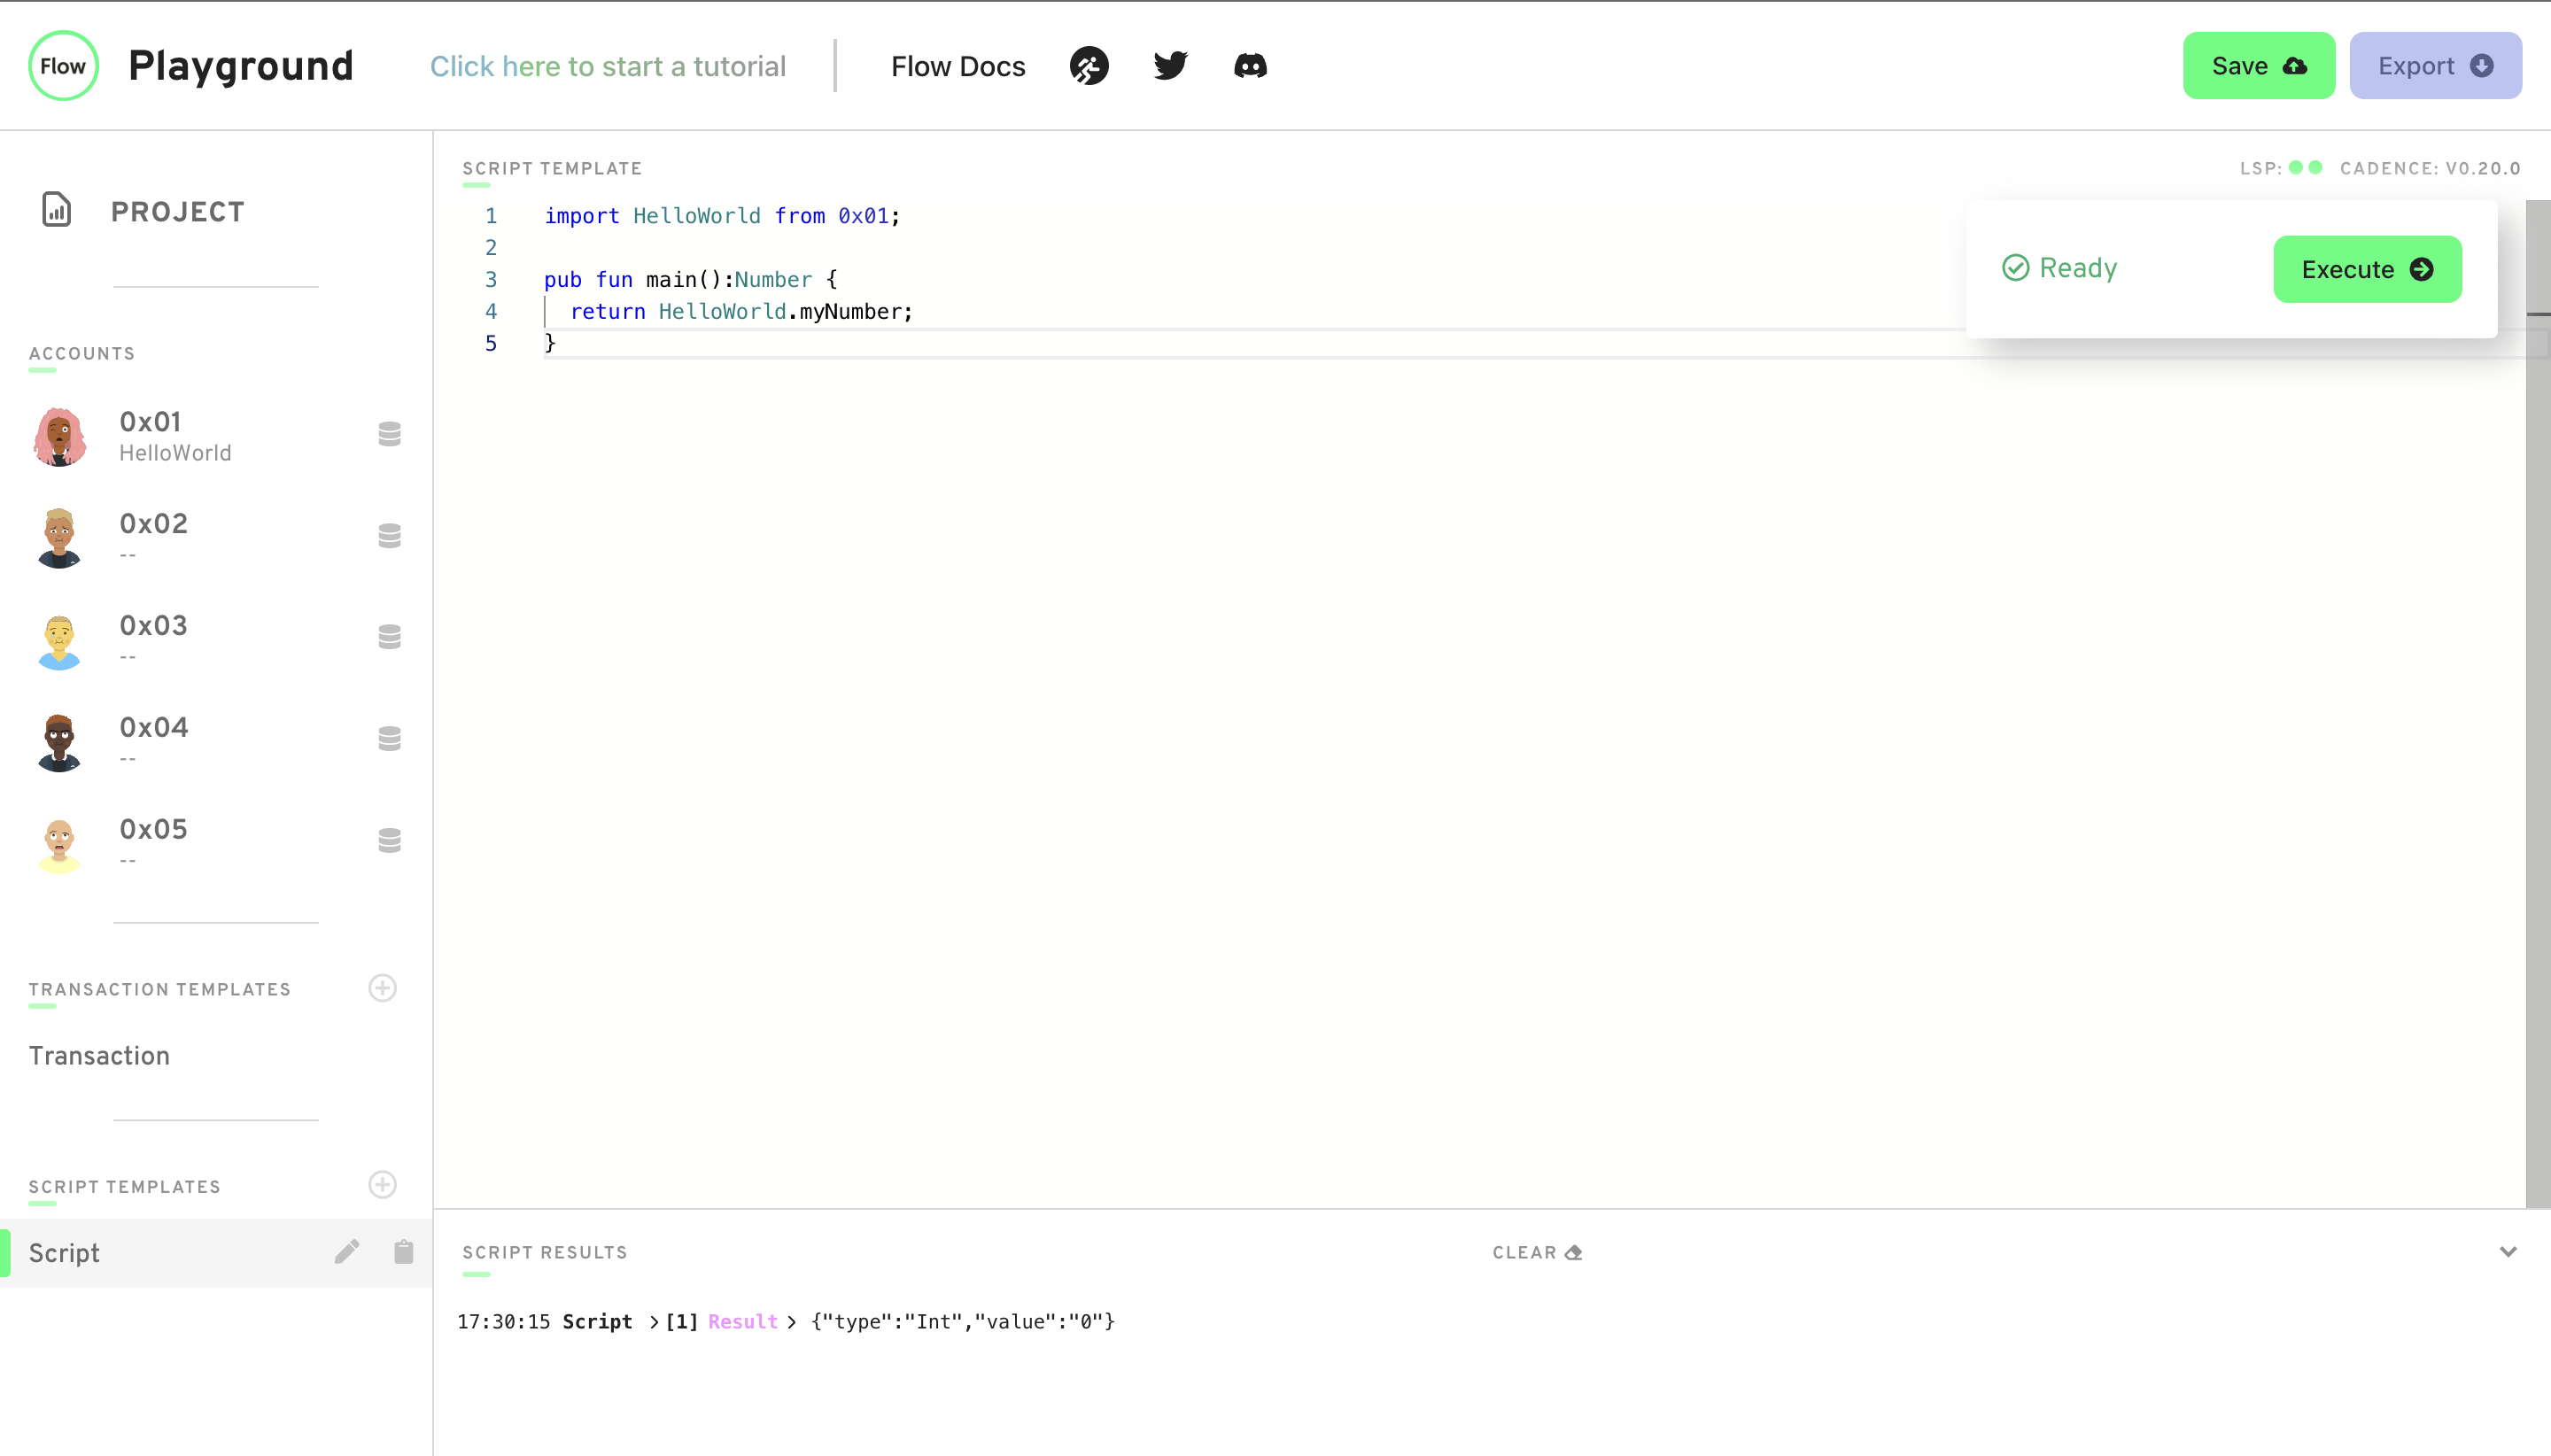 Flow
Playground
Click here to start a tutorial
Flow Docs
Save
Export
PROJECT
ACCOUNTS
0x01
HelloWorld
0x02
--
0x03
--
0x04
--
0x05
--
TRANSACTION TEMPLATES
Transaction
SCRIPT TEMPLATES
Script
SCRIPT TEMPLATE
LSP: CADENCE: V0.20.0
1 import HelloWorld from 0x01;
2
3 pub fun main():Number {
4 return HelloWorld.myNumber;
5 }
Ready
Execute
SCRIPT RESULTS
CLEAR
17:30:15 Script >[1] Result > {"type":"Int","value":"0"}